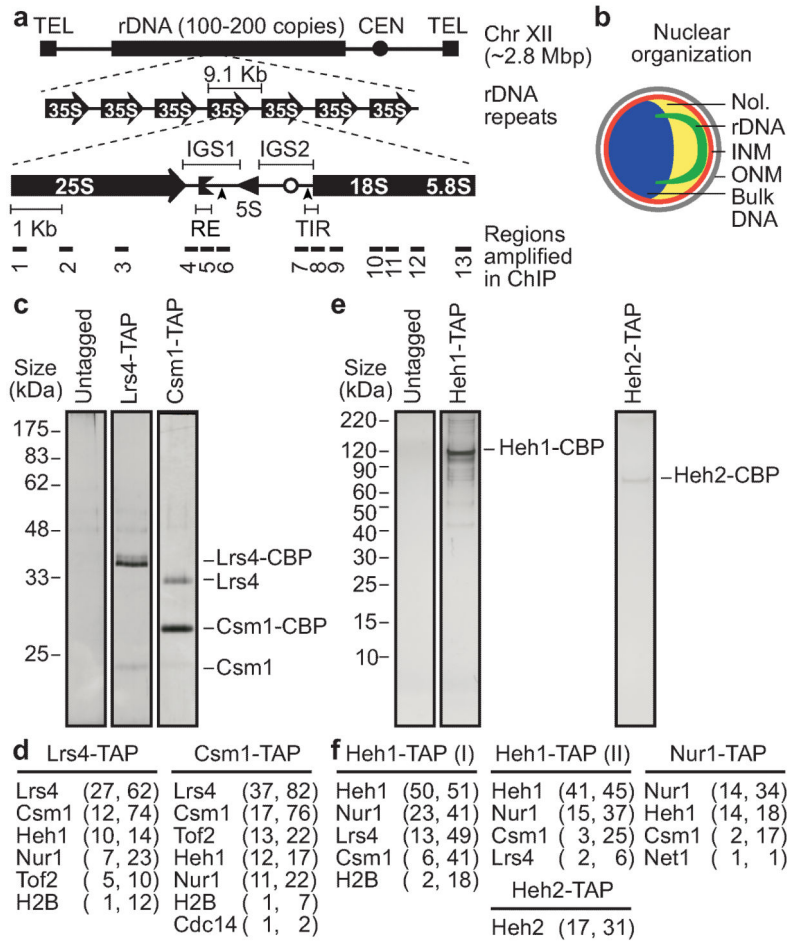 a
TEL rDNA (100-200 copies) CEN TEL
Chr XII
(~2.8 Mbp)
9.1 Kb
35S 35S 35S 35S 35S 35S 35S
rDNA
repeats
IGS1 IGS2
25S 5S 18S 5.8S
1 Kb RE TIR
1 2 3 4 5 6 7 8 9 10 11 12 13
Regions
amplified
in ChIP
b Nuclear
organization
Nol.
rDNA
INM
ONM
Bulk
DNA
c
Size
(kDa)
Untagged
Lrs4-TAP
Csm1-TAP
175
83
62
48
33
25
Lrs4-CBP
Lrs4
Csm1-CBP
Csm1
e
Size
(kDa)
Untagged
Heh1-TAP
Heh2-TAP
220
120
90
60
50
40
30
25
15
10
Heh1-CBP
Heh2-CBP
d Lrs4-TAP
Lrs4 (27, 62)
Csm1 (12, 74)
Heh1 (10, 14)
Nur1 ( 7, 23)
Tof2 ( 5, 10)
H2B ( 1, 12)
Csm1-TAP
Lrs4 (37, 82)
Csm1 (17, 76)
Tof2 (13, 22)
Heh1 (12, 17)
Nur1 (11, 22)
H2B ( 1, 7)
Cdc14 ( 1, 2)
f Heh1-TAP (I)
Heh1 (50, 51)
Nur1 (23, 41)
Lrs4 (13, 49)
Csm1 ( 6, 41)
H2B ( 2, 18)
Heh1-TAP (II)
Heh1 (41, 45)
Nur1 (15, 37)
Csm1 ( 3, 25)
Lrs4 ( 2, 6)
Nur1-TAP
Nur1 (14, 34)
Heh1 (14, 18)
Csm1 ( 2, 17)
Net1 ( 1, 1)
Heh2-TAP
Heh2 (17, 31)